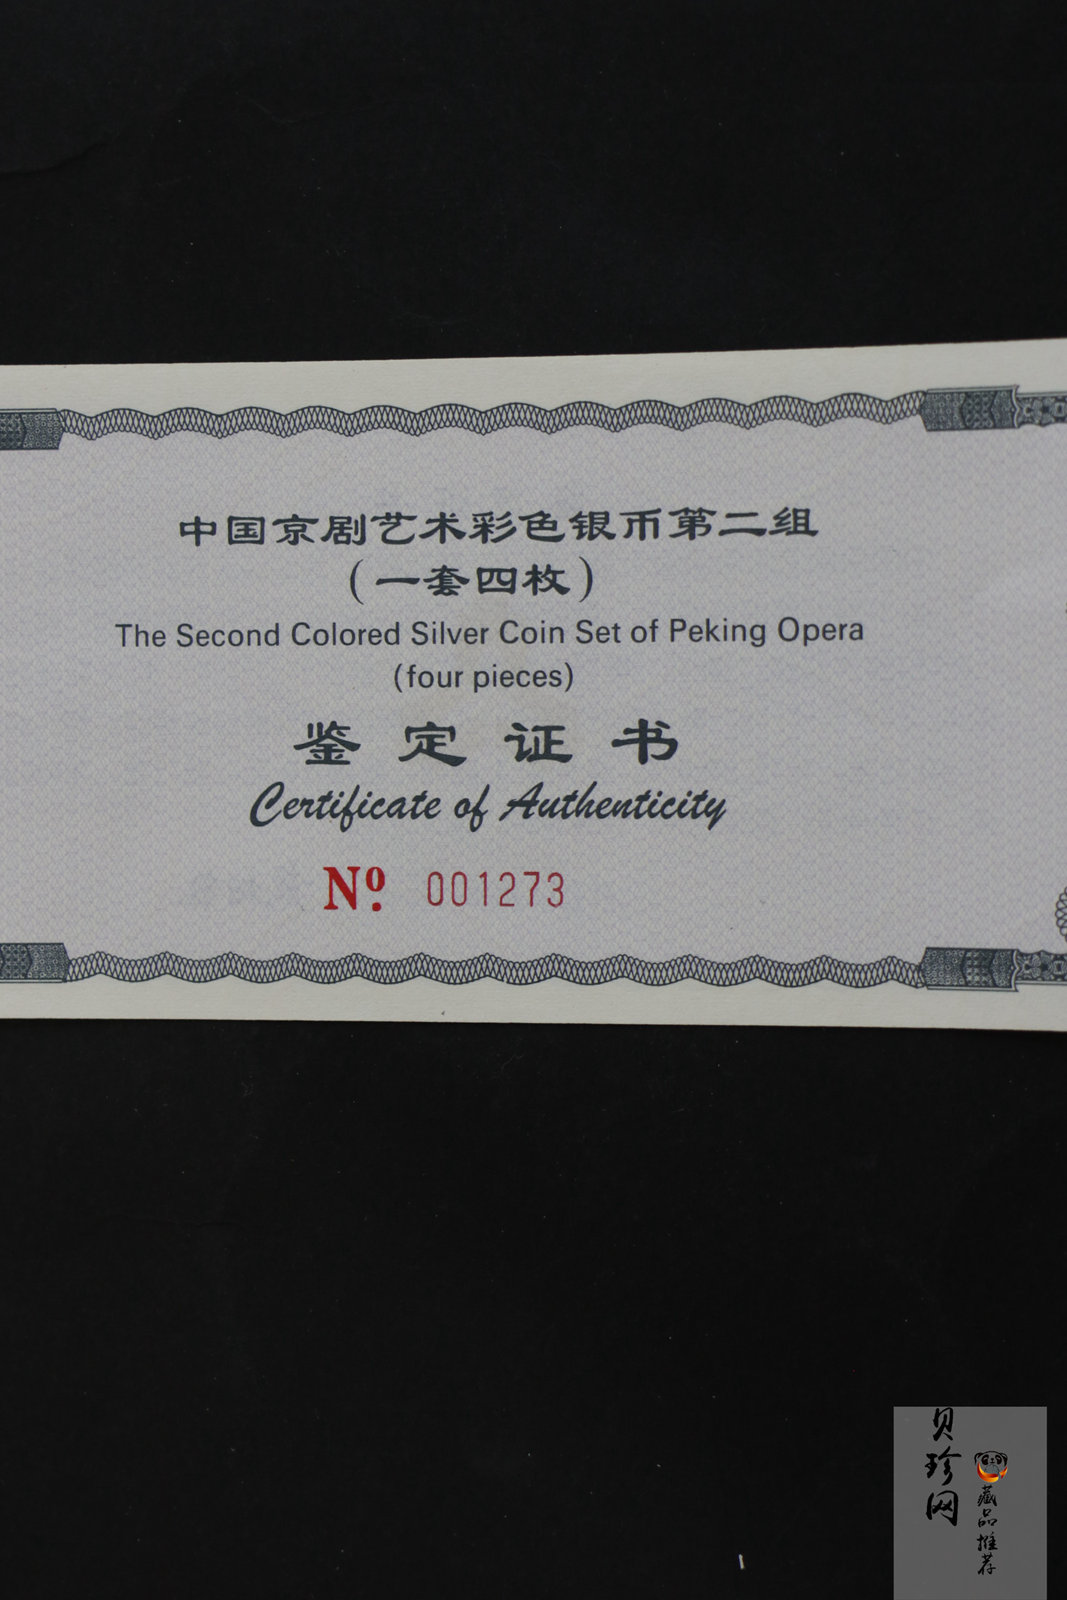 中国京剧艺术彩色银币第二组
(一套四枚)
The Second Colored Silver Coin Set of Peking Opera
(four pieces)
鉴定证书
Certificate of Authenticity
Nº. 001273
贝珍网
藏品推荐